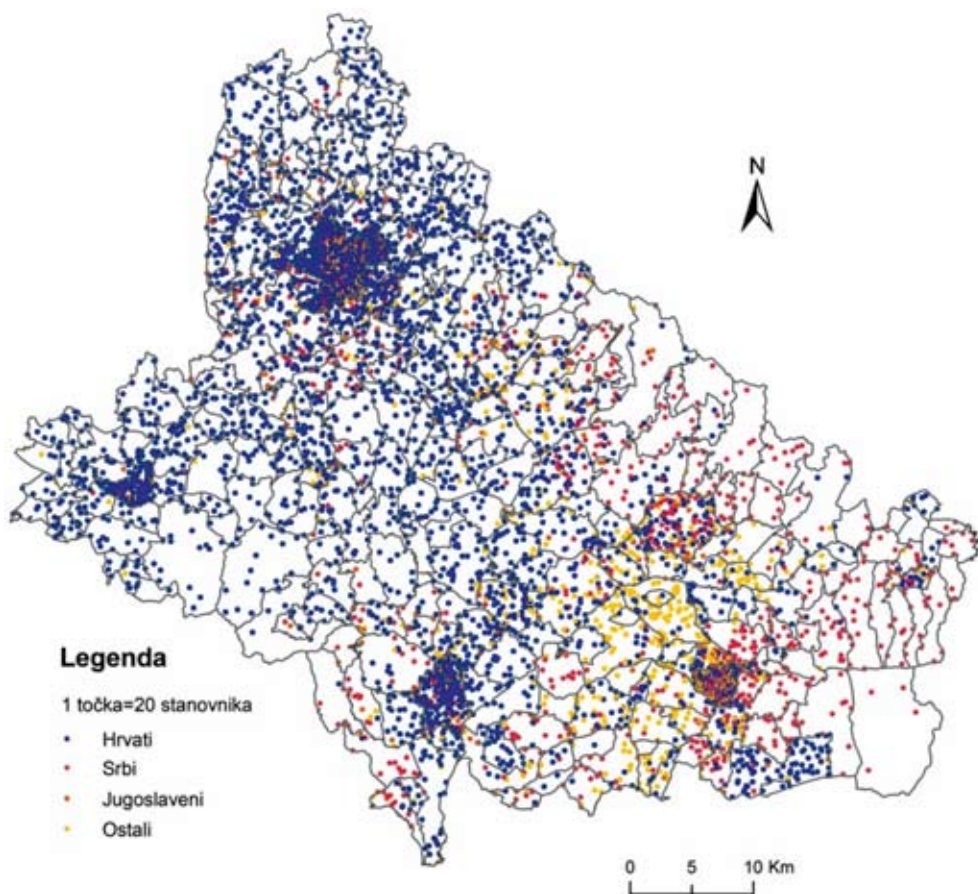 N
Legenda
1 točka=20 stanovnika
Hrvati
Srbi
Jugoslaveni
Ostali
0 5 10 Km